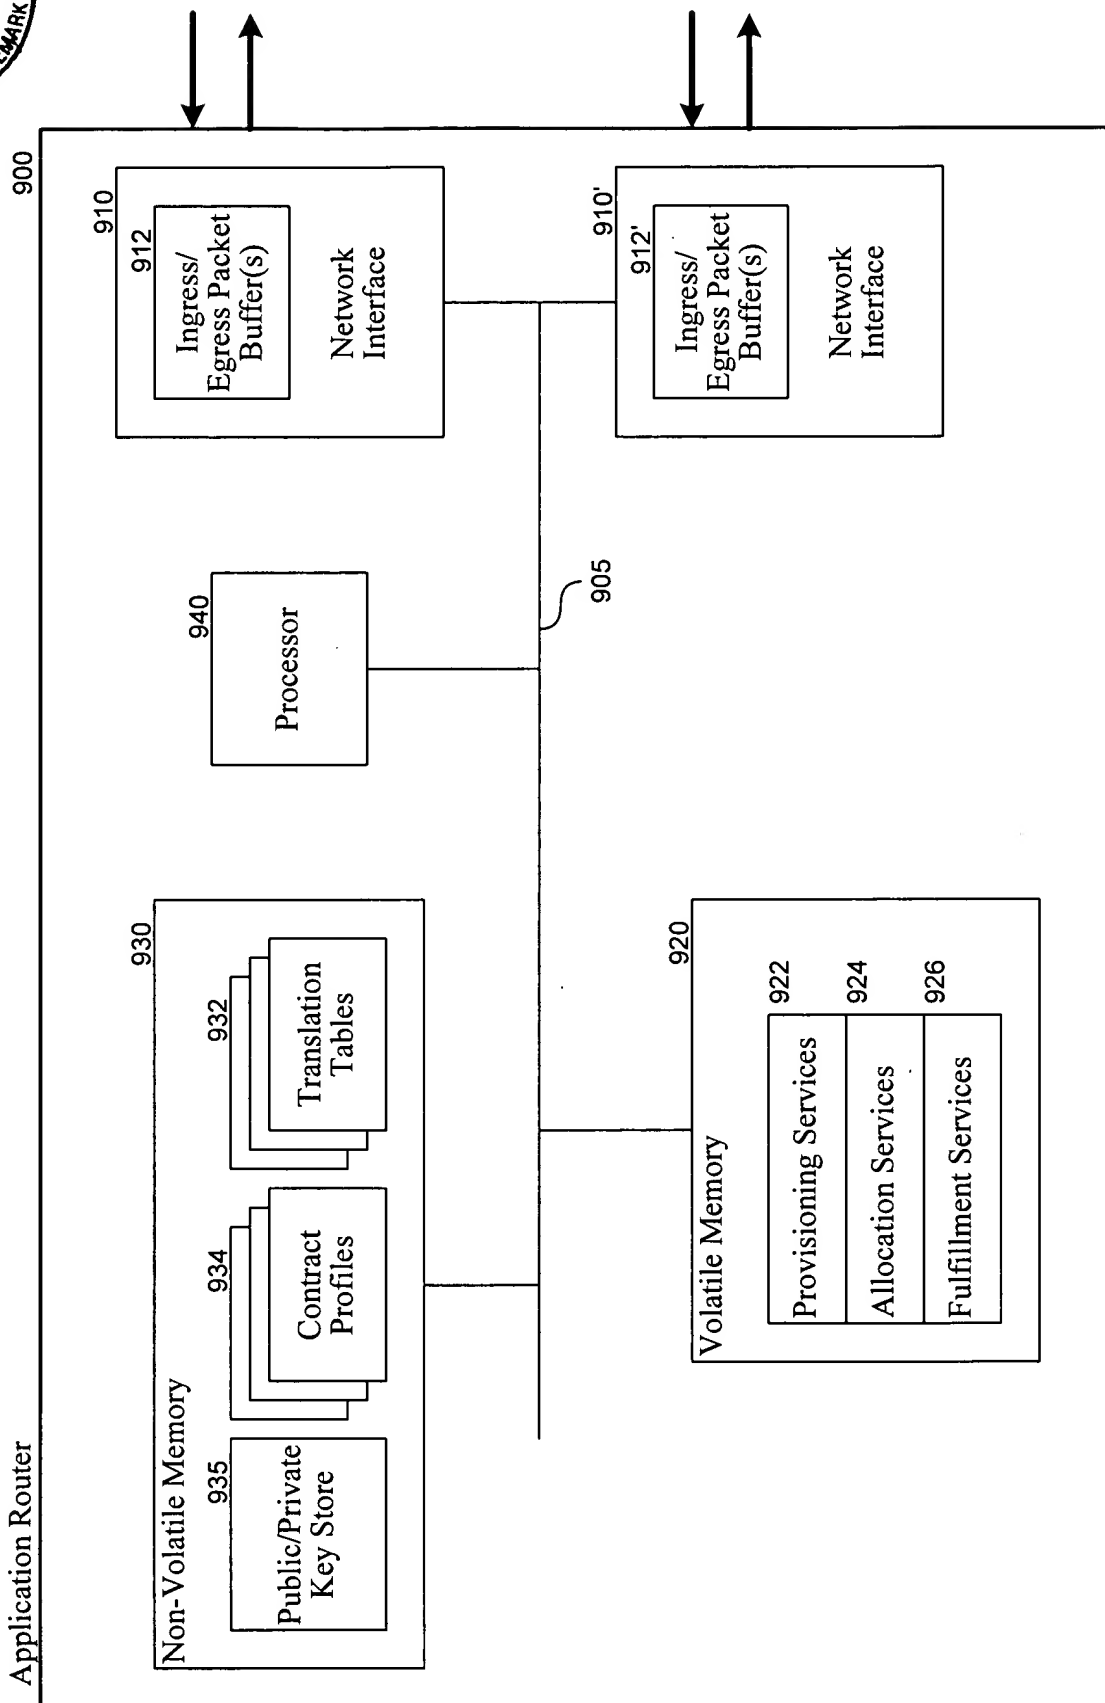 Application Router
900
Non-Volatile Memory
930
935
Public/Private
Key Store
934
Contract
Profiles
932
Translation
Tables
940
Processor
910
912
Ingress/
Egress Packet
Buffer(s)
Network
Interface
905
Volatile Memory
920
Provisioning Services
922
Allocation Services
924
Fulfillment Services
926
910'
912'
Ingress/
Egress Packet
Buffer(s)
Network
Interface